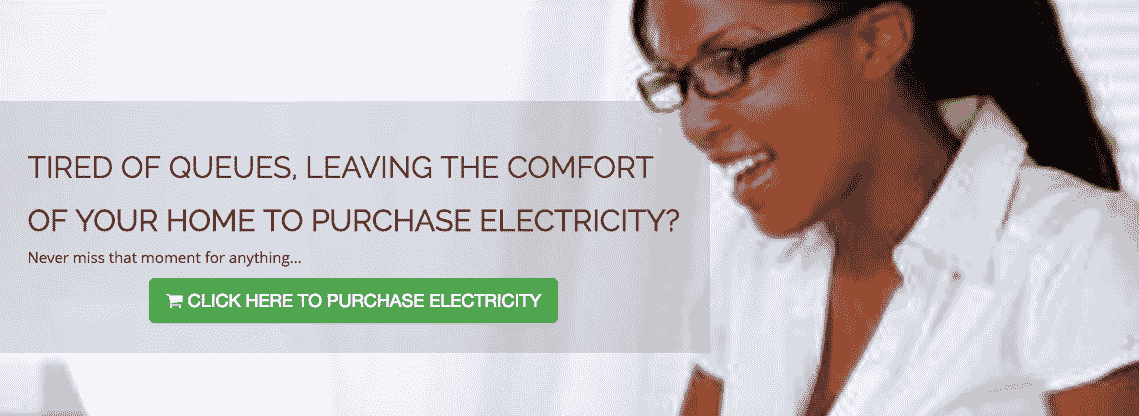 TIRED OF QUEUES, LEAVING THE COMFORT
OF YOUR HOME TO PURCHASE ELECTRICITY?
Never miss that moment for anything...
CLICK HERE TO PURCHASE ELECTRICITY